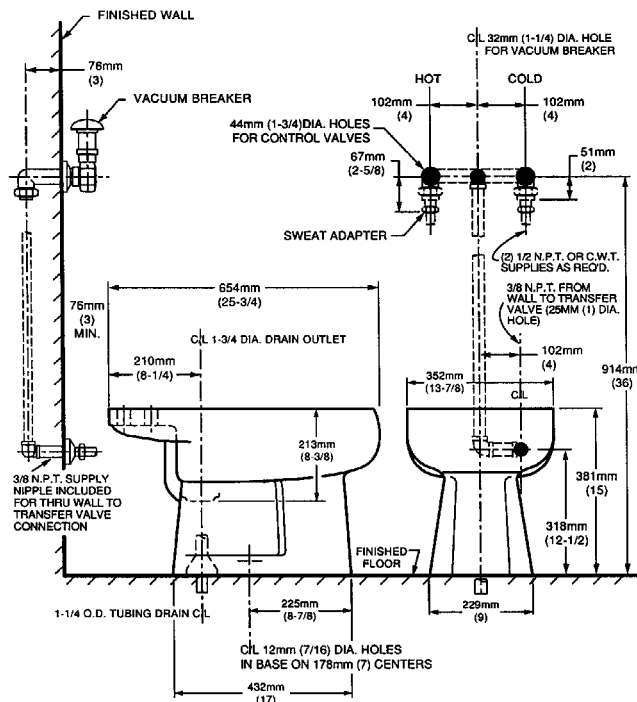 FINISHED WALL
C/L 32mm (1-1/4) DIA. HOLE
FOR VACUUM BREAKER
76mm
(3)
HOT
COLD
VACUUM BREAKER
102mm
(4)
102mm
(4)
44mm (1-3/4)DIA. HOLES
FOR CONTROL VALVES
67mm
(2-5/8)
51mm
(2)
SWEAT ADAPTER
(2) 1/2 N.P.T. OR C.W.T.
SUPPLIES AS REQ'D.
654mm
(25-3/4)
3/8 N.P.T. FROM
WALL TO TRANSFER
VALVE (25MM (1) DIA.
HOLE)
76mm
(3)
MIN.
C/L 1-3/4 DIA. DRAIN OUTLET
210mm
(8-1/4)
102mm
(4)
914mm
(36)
352mm
(13-7/8)
C/L
213mm
(8-3/8)
381mm
(15)
3/8 N.P.T. SUPPLY
NIPPLE INCLUDED
FOR THRU WALL TO
TRANSFER VALVE
CONNECTION
318mm
(12-1/2)
FINISHED
FLOOR
1-1/4 O.D. TUBING DRAIN C/L
225mm
(8-7/8)
229mm
(9)
C/L 12mm (7/16) DIA. HOLES
IN BASE ON 178mm (7) CENTERS
432mm
(17)